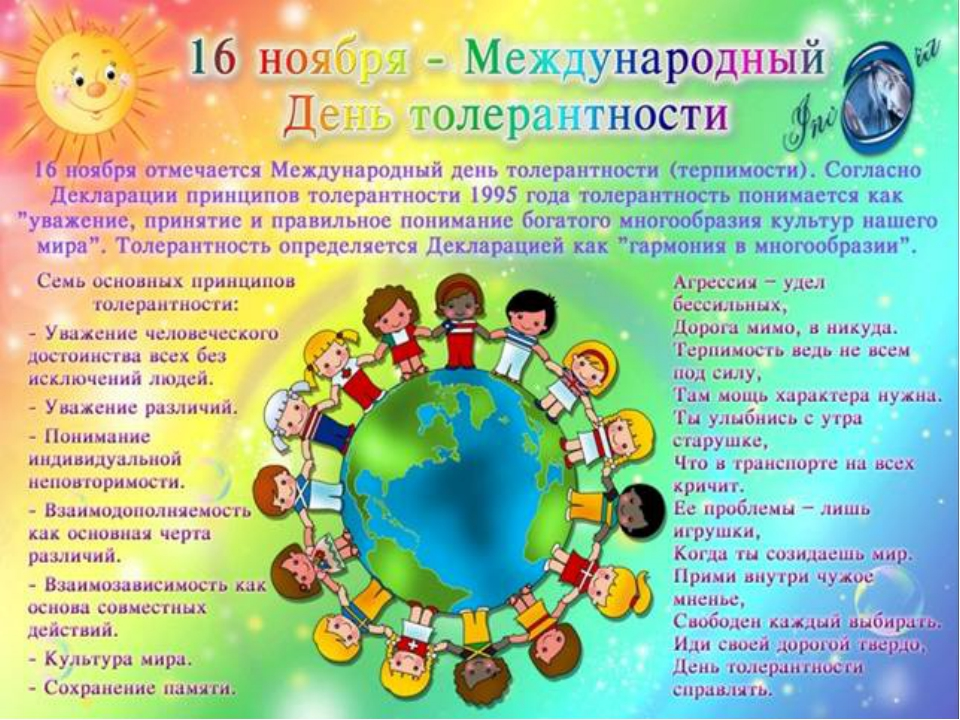 16 ноября - Международный
День толерантности
16 ноября отмечается Международный день толерантности (терпимости). Согласно
Декларации принципов толерантности 1995 года толерантность понимается как
"уважение, принятие и правильное понимание богатого многообразия культур нашего
мира". Толерантность определяется Декларацией как "гармония в многообразии".
Семь основных принципов
толерантности:
- Уважение человеческого
достоинства всех без
исключений людей.
- Уважение различий.
- Понимание
индивидуальной
неповторимости.
- Взаимодополняемость
как основная черта
различий.
- Взаимозависимость как
основа совместных
действий.
- Культура мира.
- Сохранение памяти.
Агрессия – удел
бессильных,
Дорога мимо, в никуда.
Терпимость ведь не всем
под силу,
Там мощь характера нужна.
Ты улыбнись с утра
старушке,
Что в транспорте на всех
кричит.
Ее проблемы – лишь
игрушки,
Когда ты созидаешь мир.
Прими внутри чужое
мненье,
Свободен каждый выбирать.
Иди своей дорогой твердо,
День толерантности
справлять.